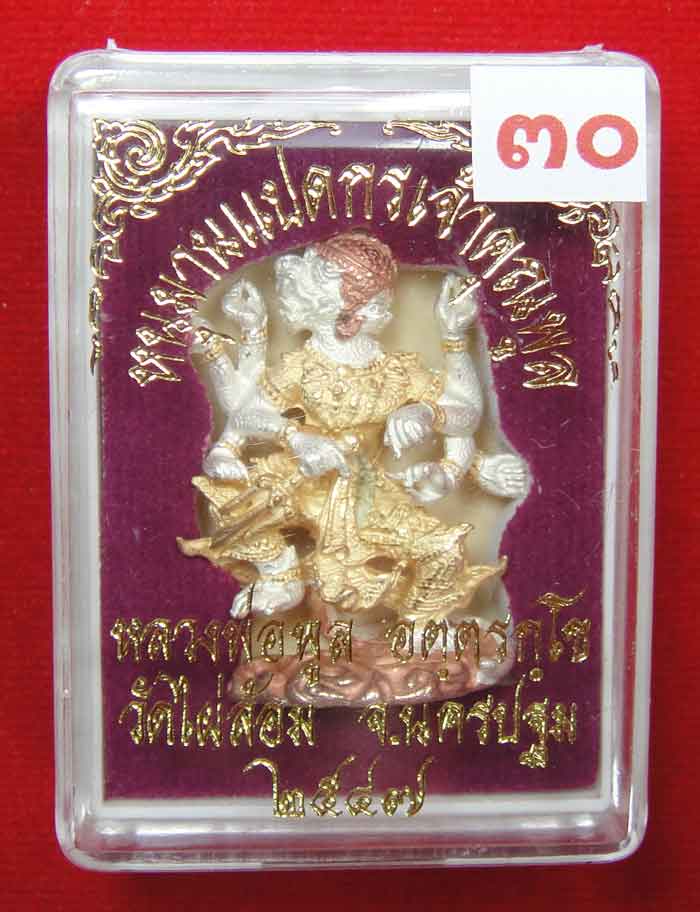 ๓๐
หนุมานแปดกรเจ้าคุณพูล
หลวงพ่อพูล อตฺตรกฺโข
วัดไผ่ล้อม จ.นครปฐม
๒๕๔๗